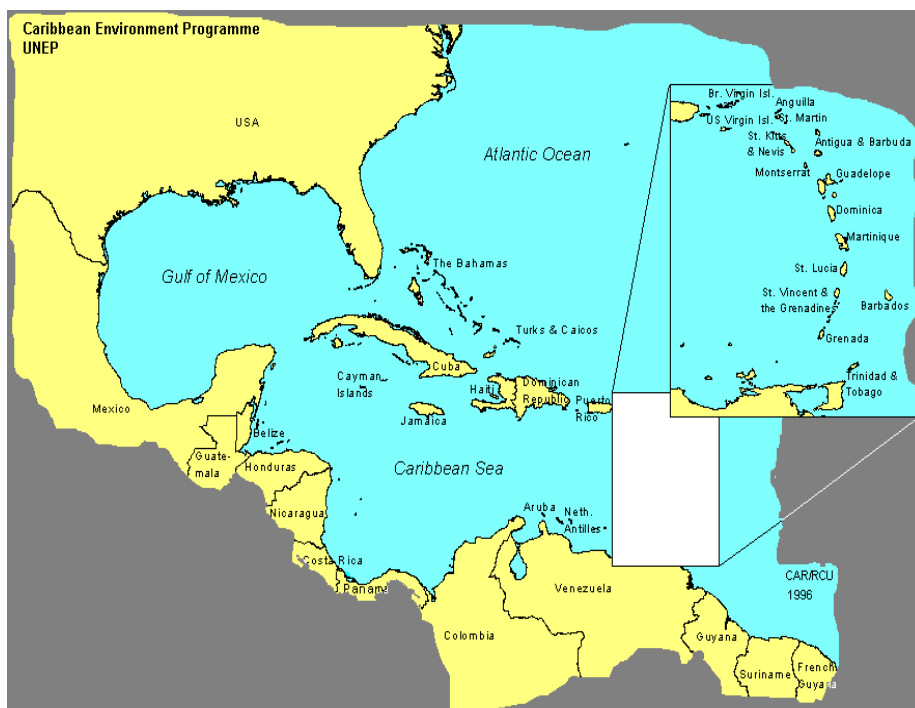 Caribbean Environment Programme
UNEP
USA
Atlantic Ocean
Gulf of Mexico
The Bahamas
Turks & Caicos
Cuba
Cayman
Islands
Haiti
Dominican
Republic
Puerto
Rico
Jamaica
Mexico
Belize
Guate-
mala
Honduras
Caribbean Sea
Nicaragua
Aruba
Neth.
Antilles
Costa Rica
Panama
Venezuela
Colombia
Guyana
Suriname
French
Guyana
CAR/RCU
1996
Br. Virgin Isl.
Anguilla
US Virgin Isl.
St. Martin
St. Kitts
& Nevis
Antigua & Barbuda
Montserrat
Guadelope
Dominica
Martinique
St. Lucia
St. Vincent &
the Grenadines
Barbados
Grenada
Trinidad &
Tobago